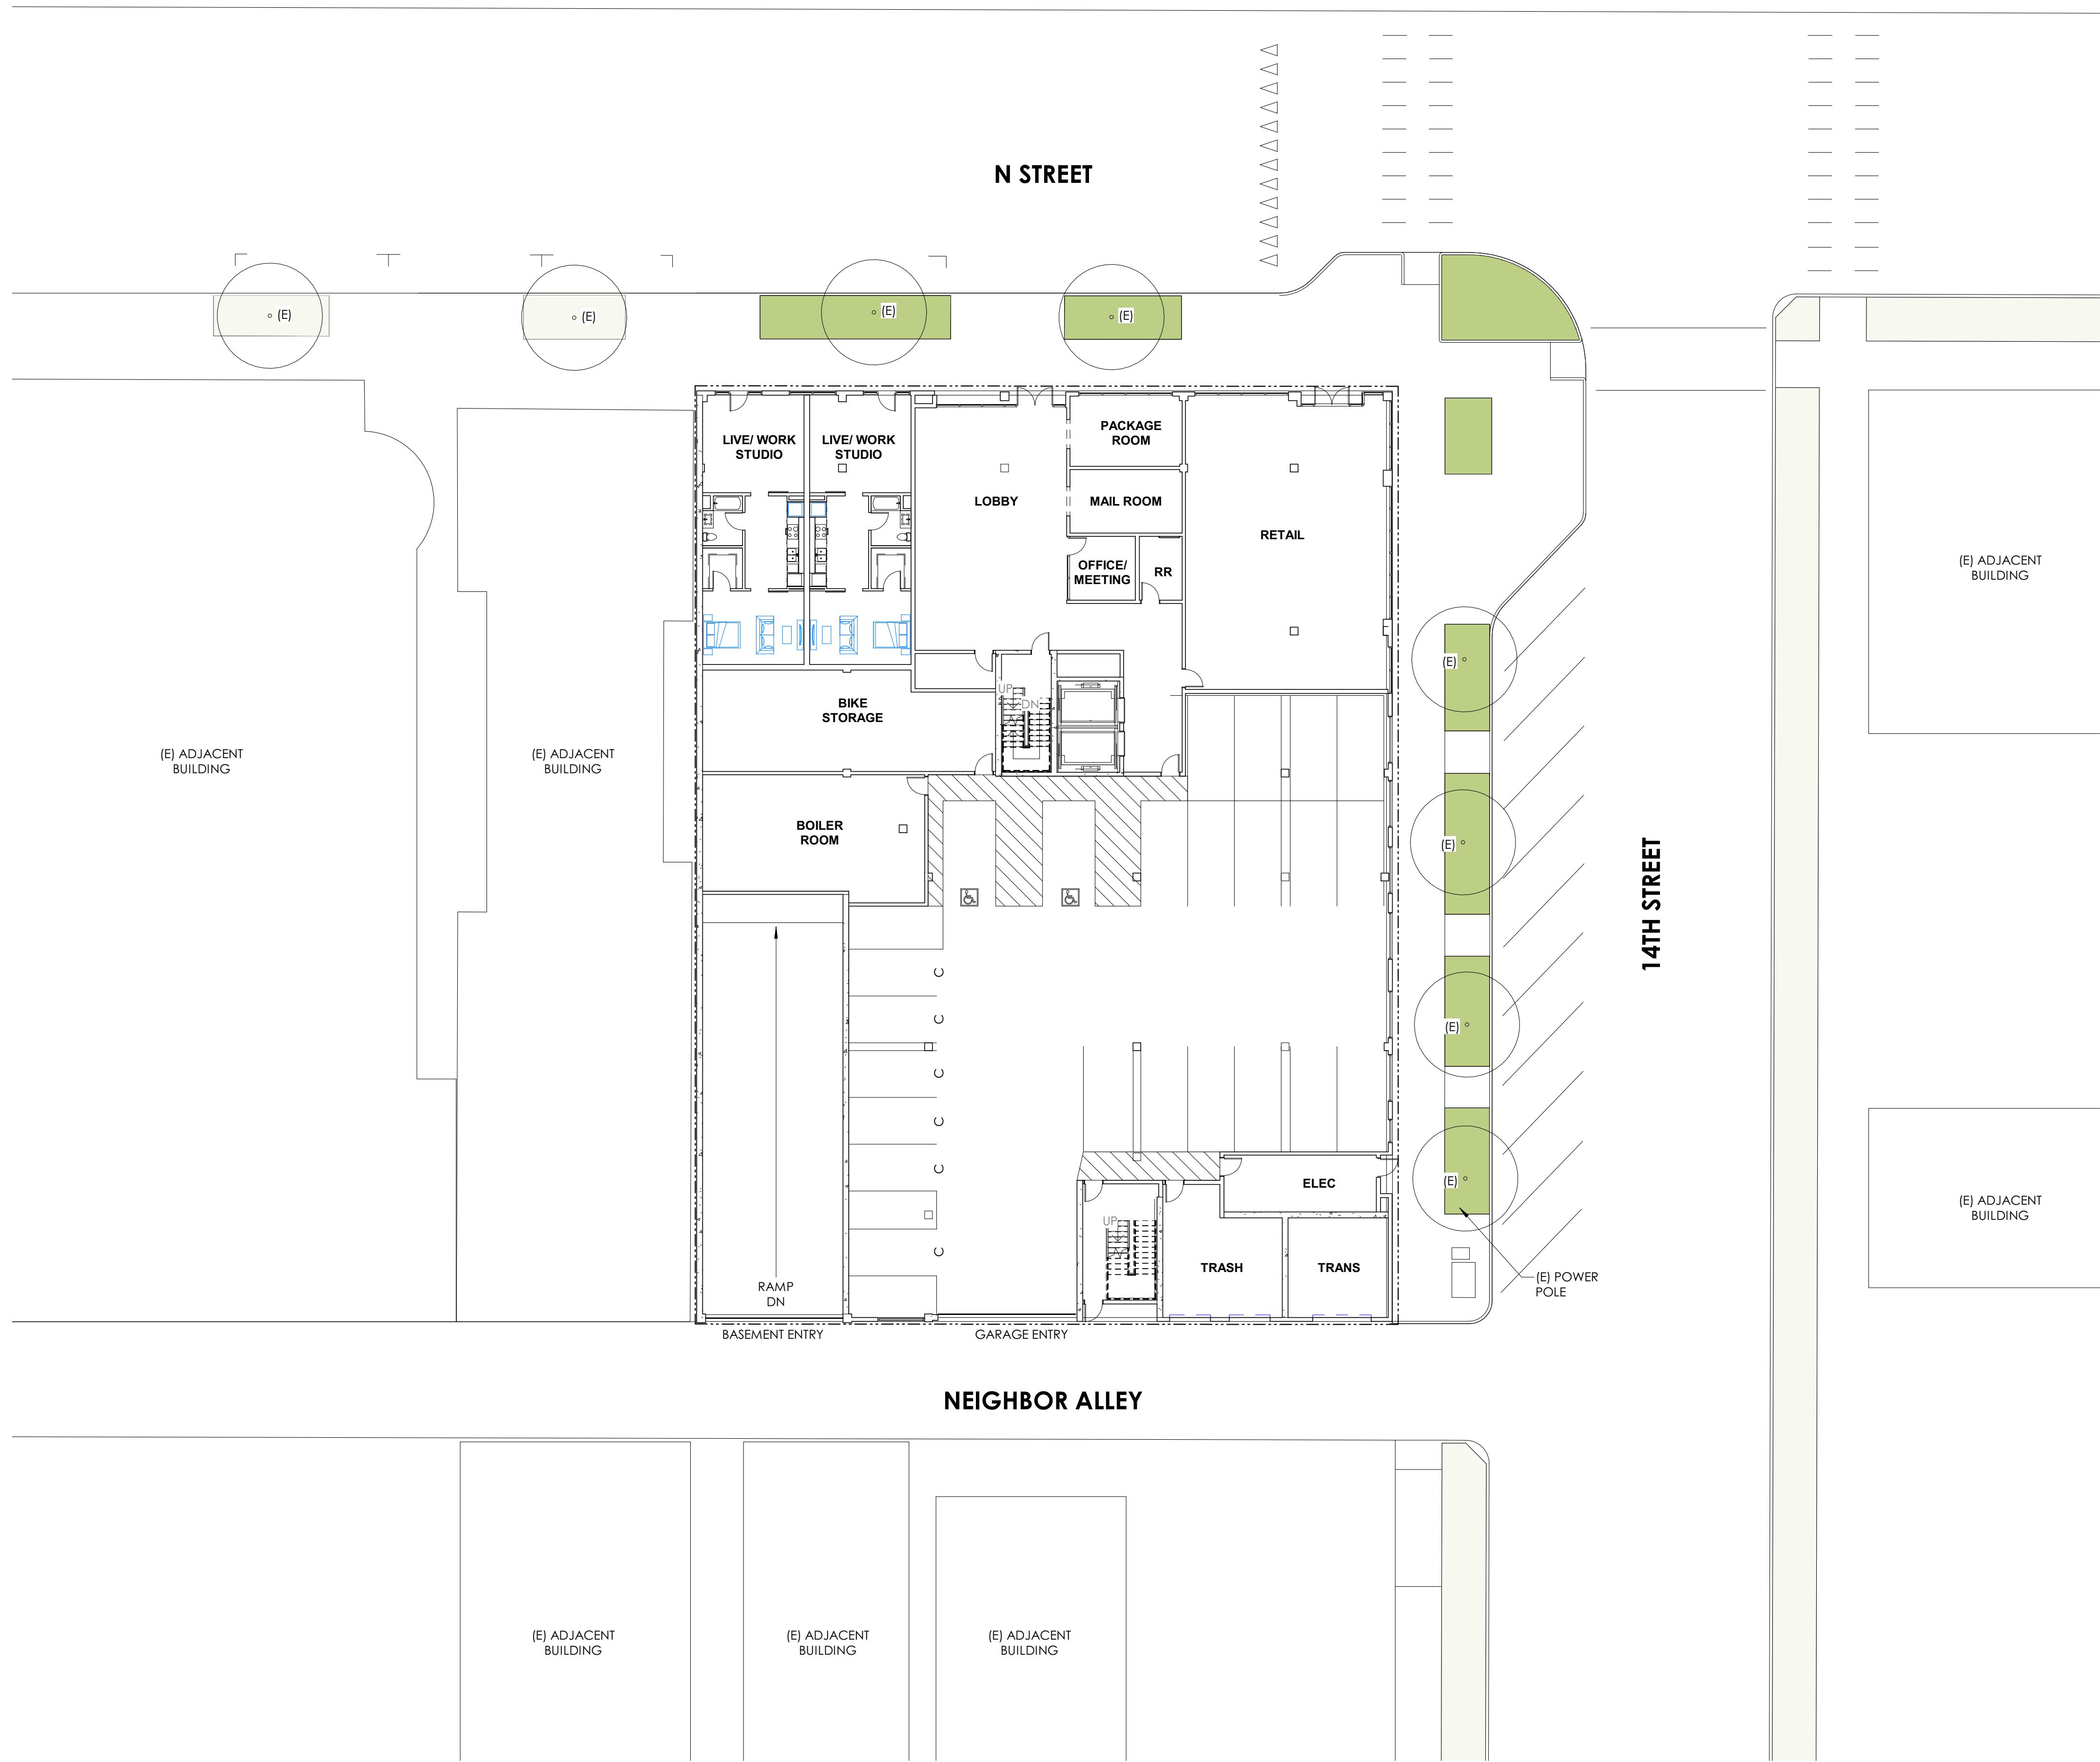 N STREET
(E)
(E)
(E)
(E)
LIVE/ WORK
STUDIO
LIVE/ WORK
STUDIO
PACKAGE
ROOM
LOBBY
MAIL ROOM
RETAIL
OFFICE/
MEETING
RR
(E) ADJACENT
BUILDING
(E)
UP
DN
BIKE
STORAGE
(E) ADJACENT
BUILDING
(E) ADJACENT
BUILDING
BOILER
ROOM
(E)
14TH STREET
C
C
C
C
C
C
(E)
(E)
ELEC
(E) ADJACENT
BUILDING
UP
TRASH
TRANS
RAMP
DN
(E) POWER
POLE
BASEMENT ENTRY
GARAGE ENTRY
NEIGHBOR ALLEY
(E) ADJACENT
BUILDING
(E) ADJACENT
BUILDING
(E) ADJACENT
BUILDING